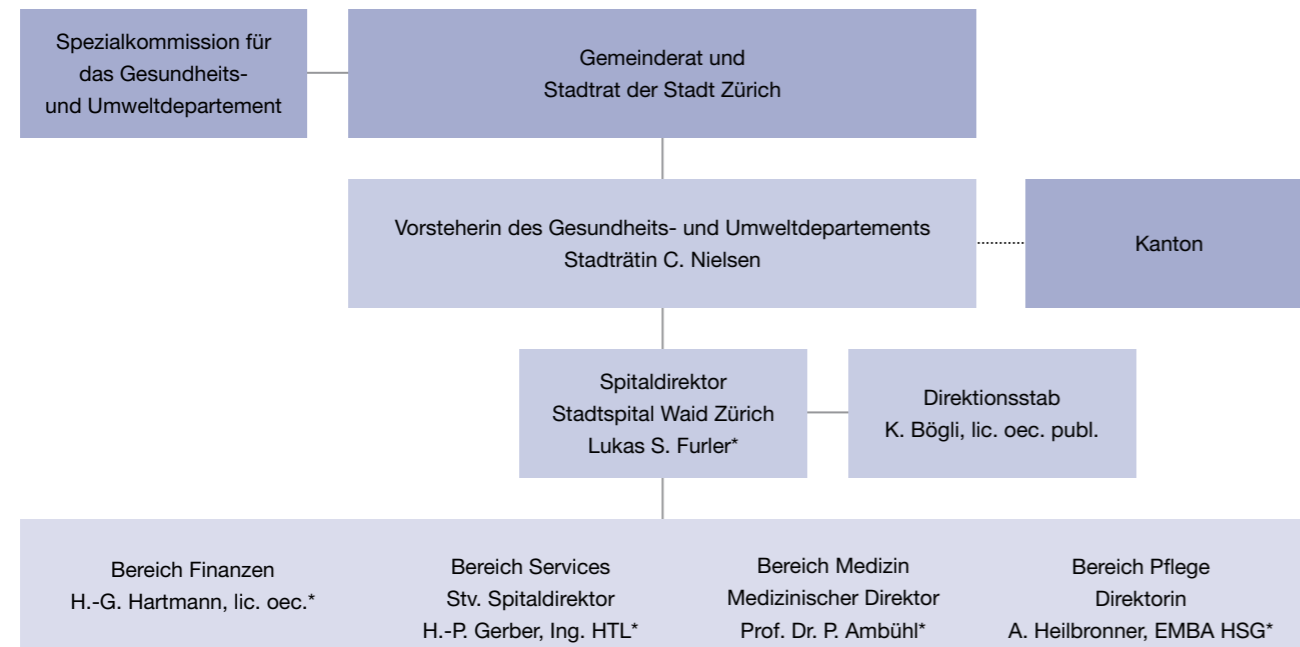 Spezialkommission für
das Gesundheits-
und Umweltdepartement
Gemeinderat und
Stadtrat der Stadt Zürich
Vorsteherin des Gesundheits- und Umweltdepartements
Stadträtin C. Nielsen
Kanton
Spitaldirektor
Stadtspital Waid Zürich
Lukas S. Furler*
Direktionsstab
K. Bögli, lic. oec. publ.
Bereich Finanzen
H.-G. Hartmann, lic. oec.*
Bereich Services
Stv. Spitaldirektor
H.-P. Gerber, Ing. HTL*
Bereich Medizin
Medizinischer Direktor
Prof. Dr. P. Ambühl*
Bereich Pflege
Direktorin
A. Heilbronner, EMBA HSG*